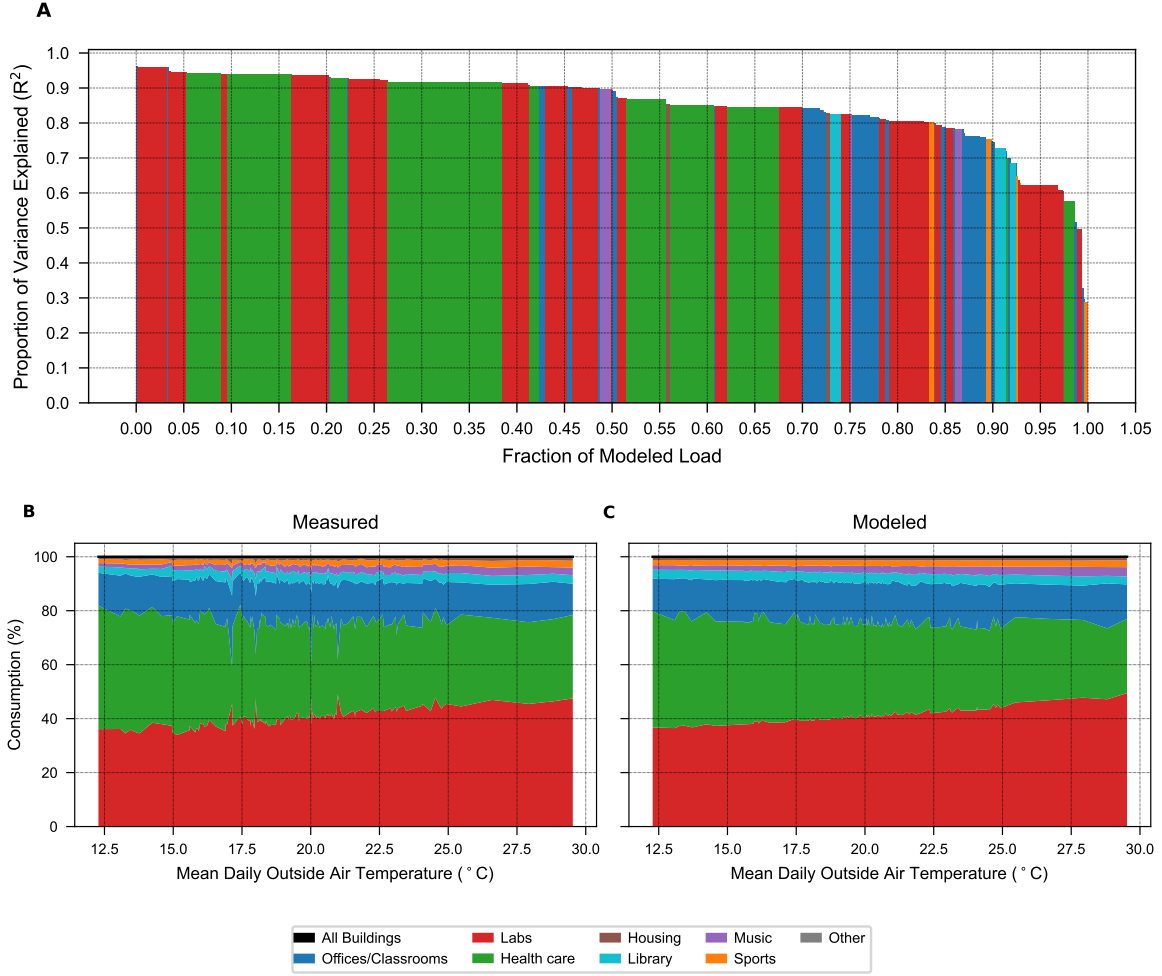 A
Proportion of Variance Explained (R²)
1.0
0.9
0.8
0.7
0.6
0.5
0.4
0.3
0.2
0.1
0.0
0.00 0.05 0.10 0.15 0.20 0.25 0.30 0.35 0.40 0.45 0.50 0.55 0.60 0.65 0.70 0.75 0.80 0.85 0.90 0.95 1.00 1.05
Fraction of Modeled Load
B
Measured
Consumption (%)
100
80
60
40
20
0
12.5 15.0 17.5 20.0 22.5 25.0 27.5 30.0
Mean Daily Outside Air Temperature (°C)
C
Modeled
12.5 15.0 17.5 20.0 22.5 25.0 27.5 30.0
Mean Daily Outside Air Temperature (°C)
All Buildings Labs Housing Music Other
Offices/Classrooms Health care Library Sports